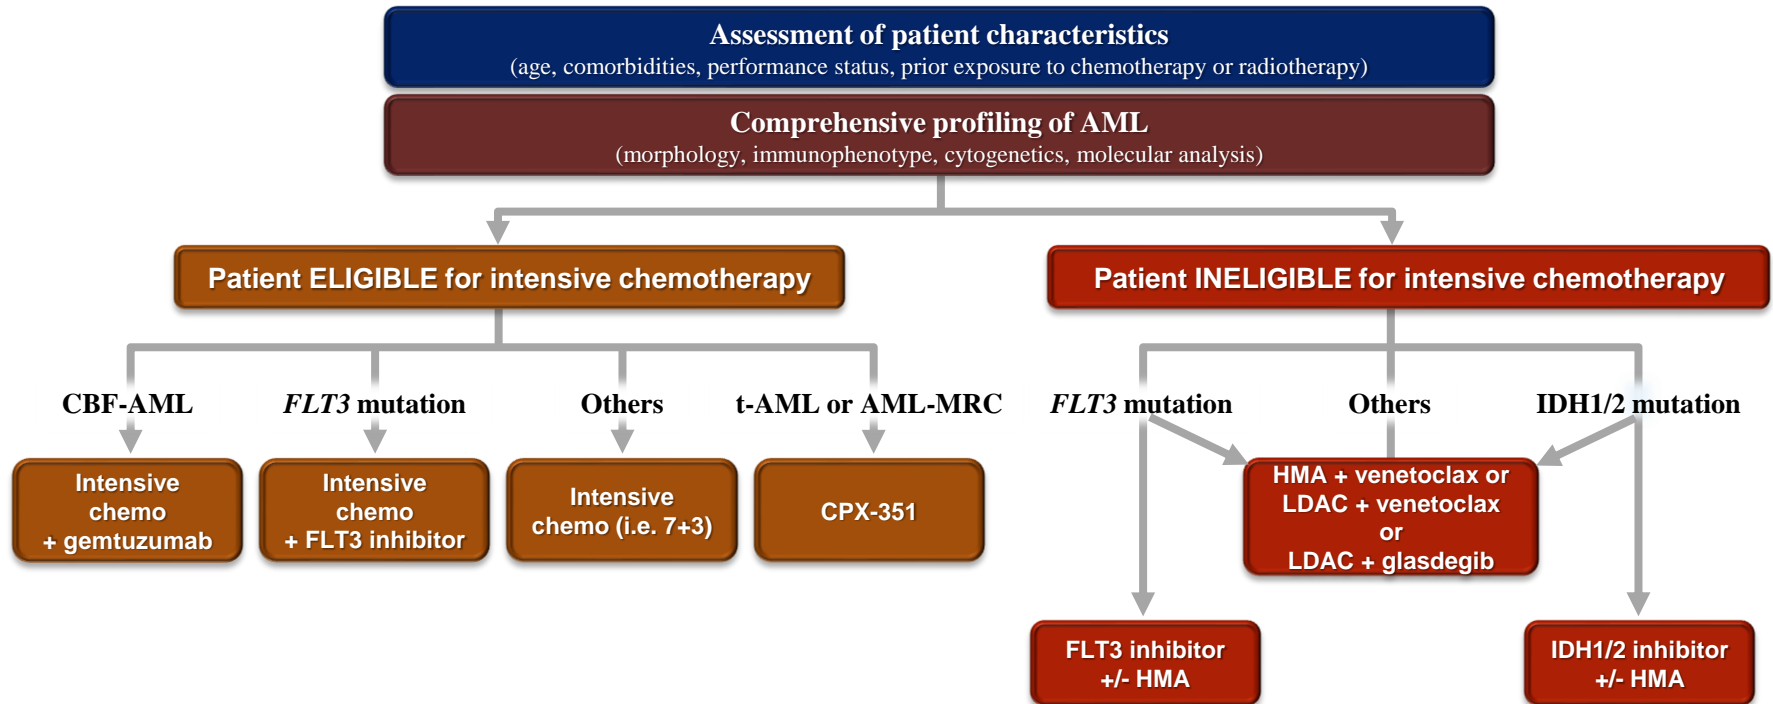 Assessment of patient characteristics
(age, comorbidities, performance status, prior exposure to chemotherapy or radiotherapy)
Comprehensive profiling of AML
(morphology, immunophenotype, cytogenetics, molecular analysis)
Patient ELIGIBLE for intensive chemotherapy
Patient INELIGIBLE for intensive chemotherapy
CBF-AML
FLT3 mutation
Others
t-AML or AML-MRC
FLT3 mutation
Others
IDH1/2 mutation
Intensive
chemo
+ gemtuzumab
Intensive
chemo
+ FLT3 inhibitor
Intensive
chemo (i.e. 7+3)
CPX-351
HMA + venetoclax or
LDAC + venetoclax
or
LDAC + glasdegib
FLT3 inhibitor
+/- HMA
IDH1/2 inhibitor
+/- HMA